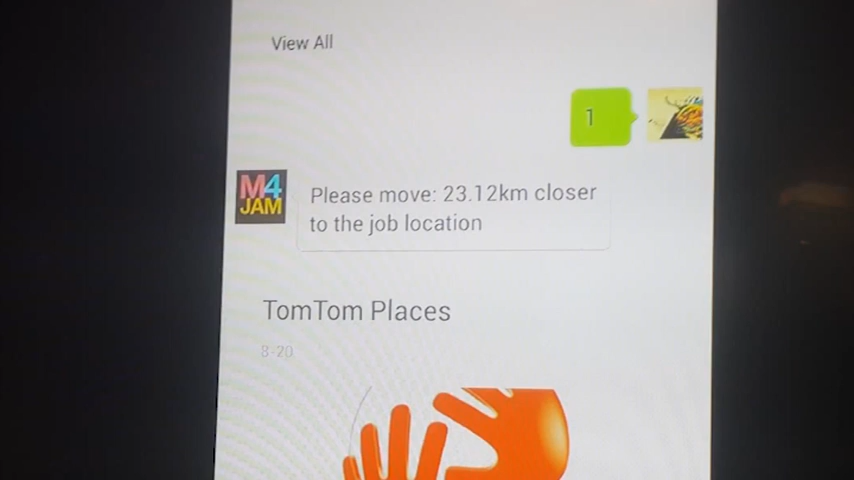 View All
1
M4
JAM
Please move: 23.12km closer
to the job location
TomTom Places
8-20